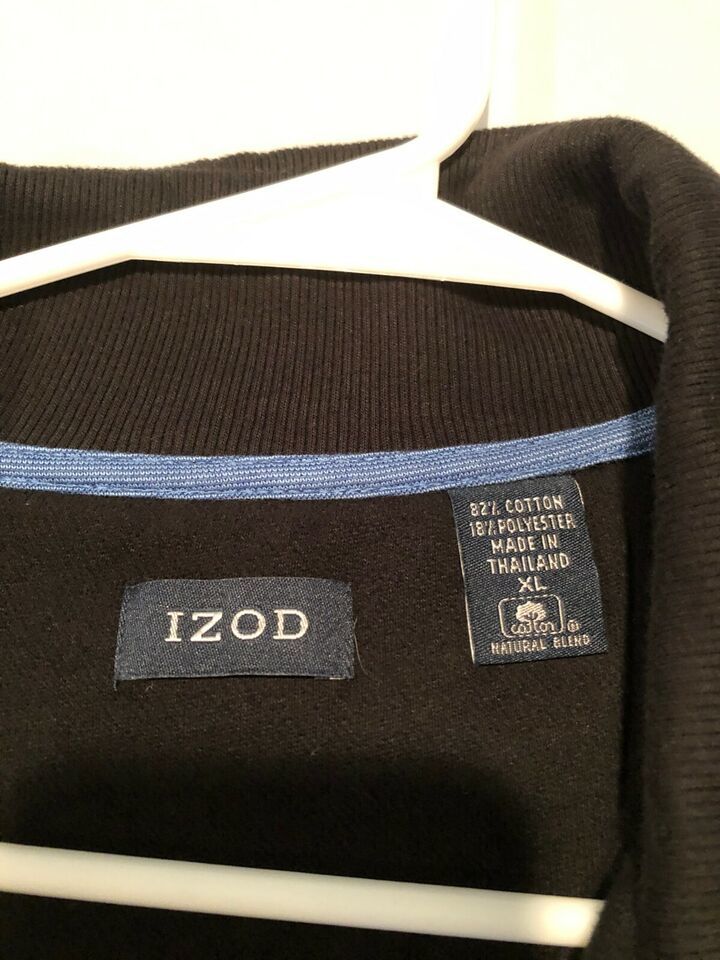 IZOD
82% COTTON
18% POLYESTER
MADE IN
THAILAND
XL
cotton ®
NATURAL BLEND